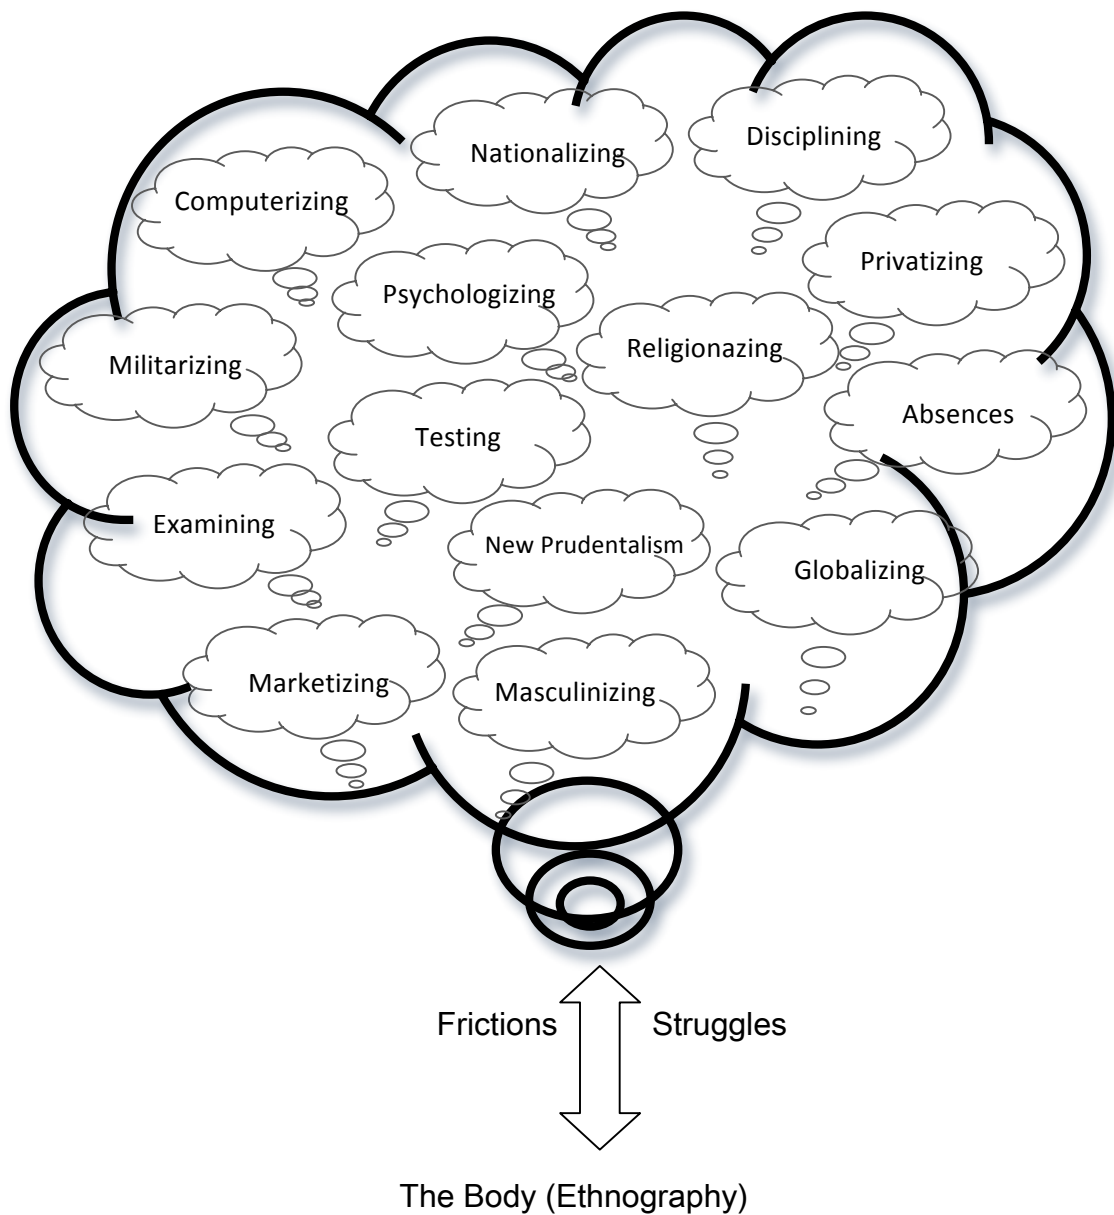 Disciplining
Nationalizing
Computerizing
Privatizing
Psychologizing
Religionazing
Militarizing
Absences
Testing
Examining
New Prudentalism
Globalizing
Marketizing
Masculinizing
Frictions
Struggles
The Body (Ethnography)